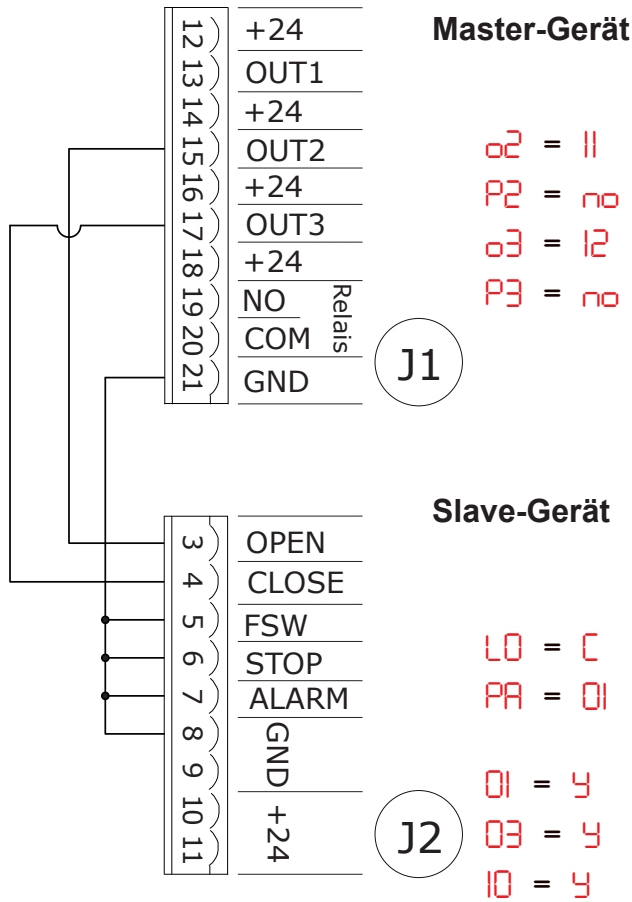 Master-Gerät
12 +24
13 OUT1
14 +24
15 OUT2
16 +24
17 OUT3
18 +24
19 NO
20 COM
Relais
21 GND
J1
o2 = 11
P2 = no
o3 = 12
P3 = no
Slave-Gerät
3 OPEN
4 CLOSE
5 FSW
6 STOP
7 ALARM
8
9
GND
10
11
+24
J2
L0 = C
PA = 01
01 = Y
03 = Y
10 = Y